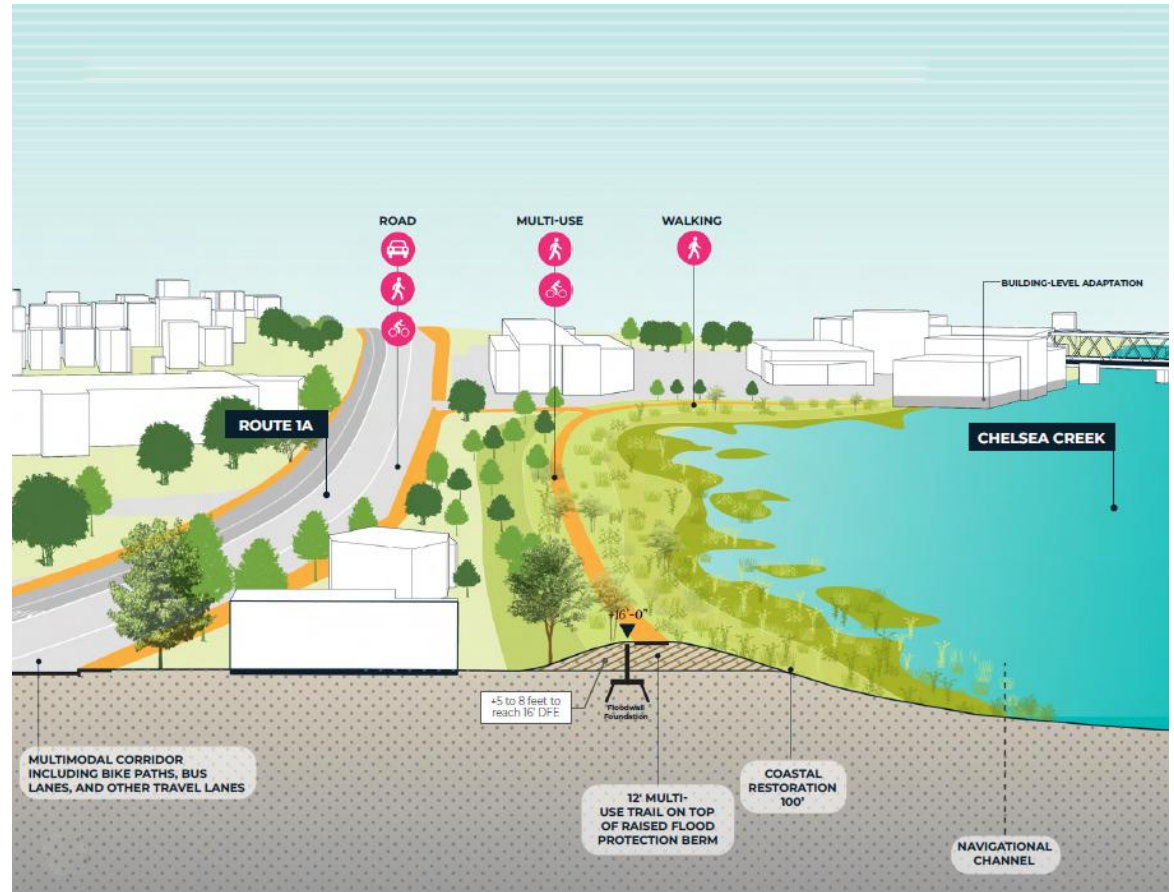 ROAD
MULTI-USE
WALKING
BUILDING-LEVEL ADAPTATION
ROUTE 1A
CHELSEA CREEK
+16'-0"
+5 to 8 feet to
reach 16' DFE
Floodwall
Foundation
MULTIMODAL CORRIDOR
INCLUDING BIKE PATHS, BUS
LANES, AND OTHER TRAVEL LANES
12' MULTI-
USE TRAIL ON TOP
OF RAISED FLOOD
PROTECTION BERM
COASTAL
RESTORATION
100'
NAVIGATIONAL
CHANNEL